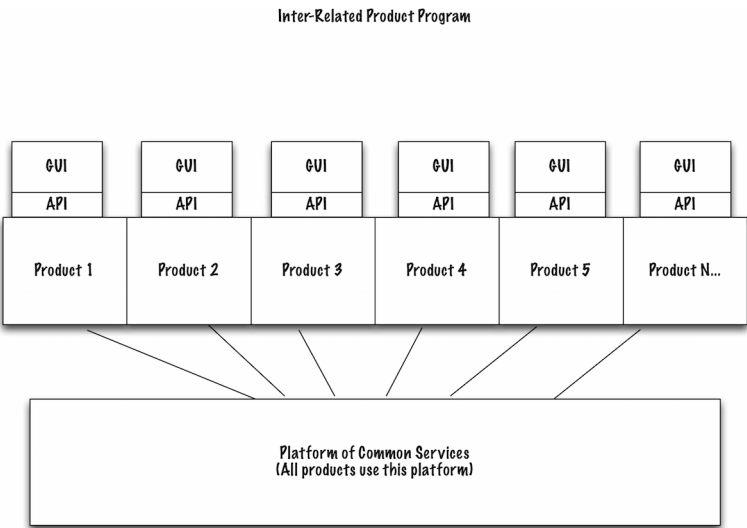 Inter-Related Product Program
GUI
GUI
GUI
GUI
GUI
GUI
API
API
API
API
API
API
Product 1
Product 2
Product 3
Product 4
Product 5
Product N...
Platform of Common Services
(All products use this platform)